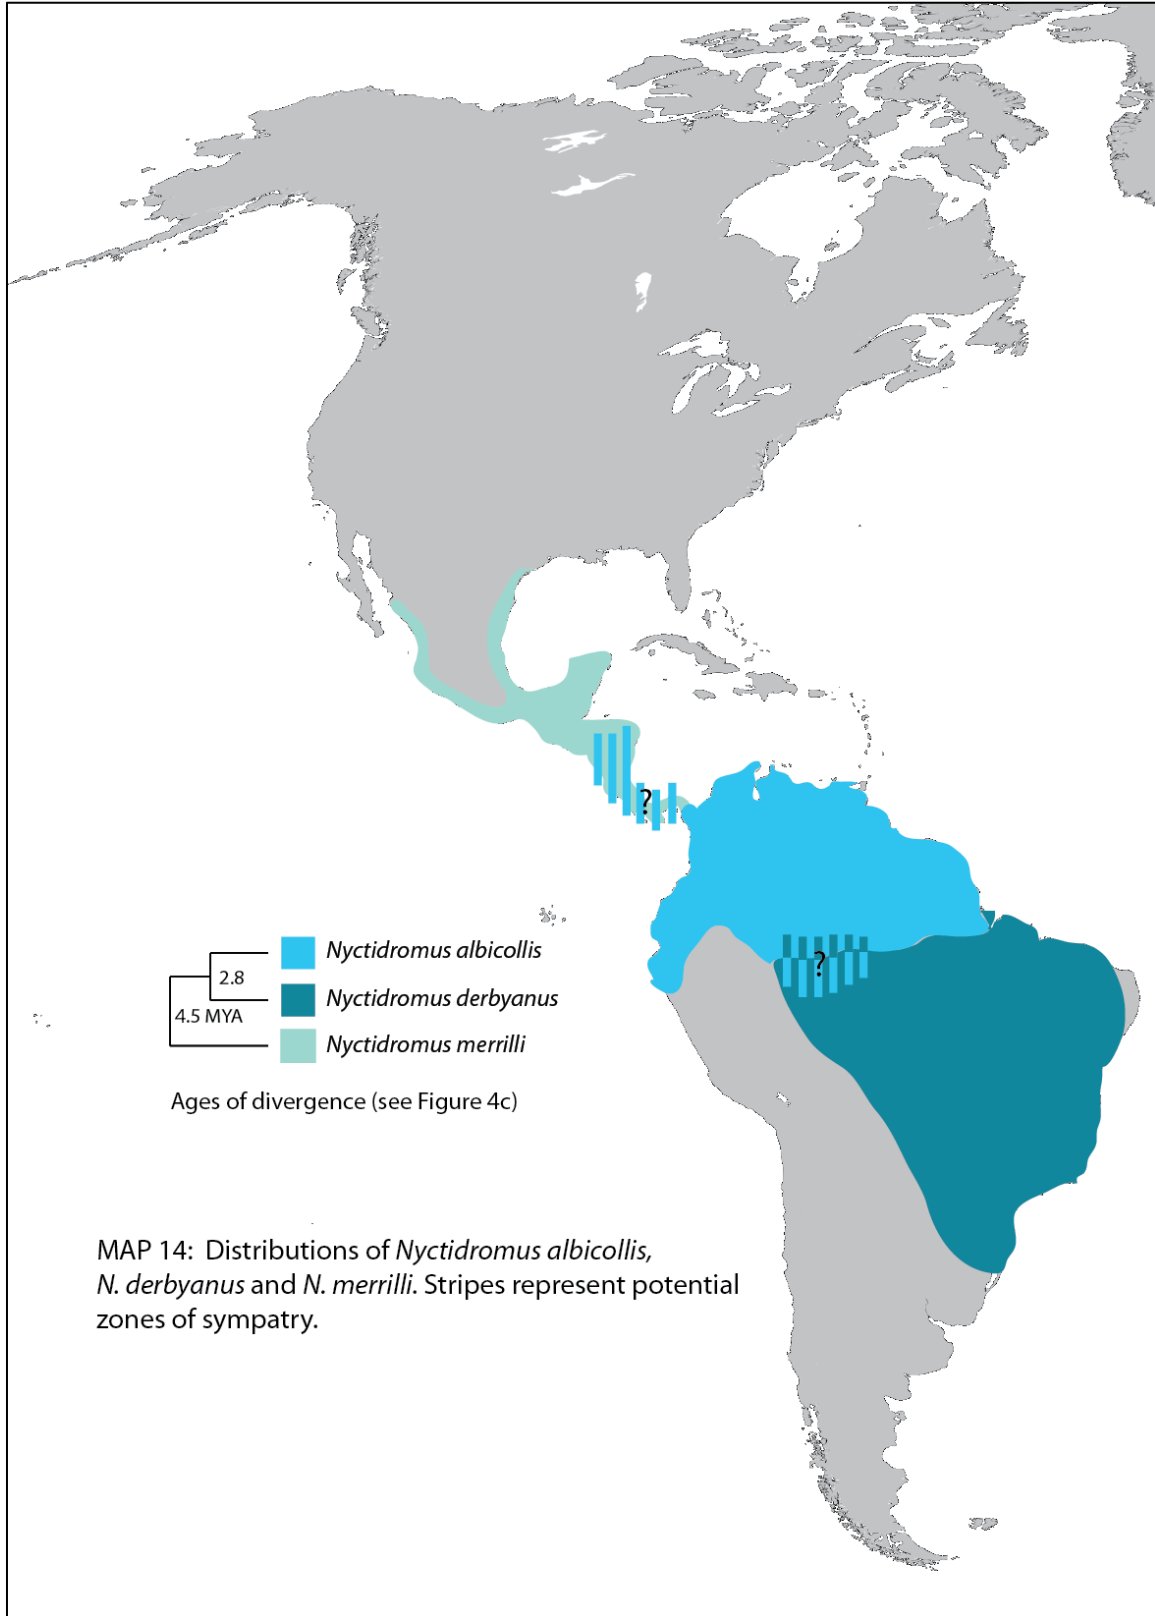 ?
?
Nyctidromus albicollis
2.8
Nyctidromus derbyanus
4.5 MYA
Nyctidromus merrilli
Ages of divergence (see Figure 4c)
MAP 14: Distributions of Nyctidromus albicollis,
N. derbyanus and N. merrilli. Stripes represent potential
zones of sympatry.